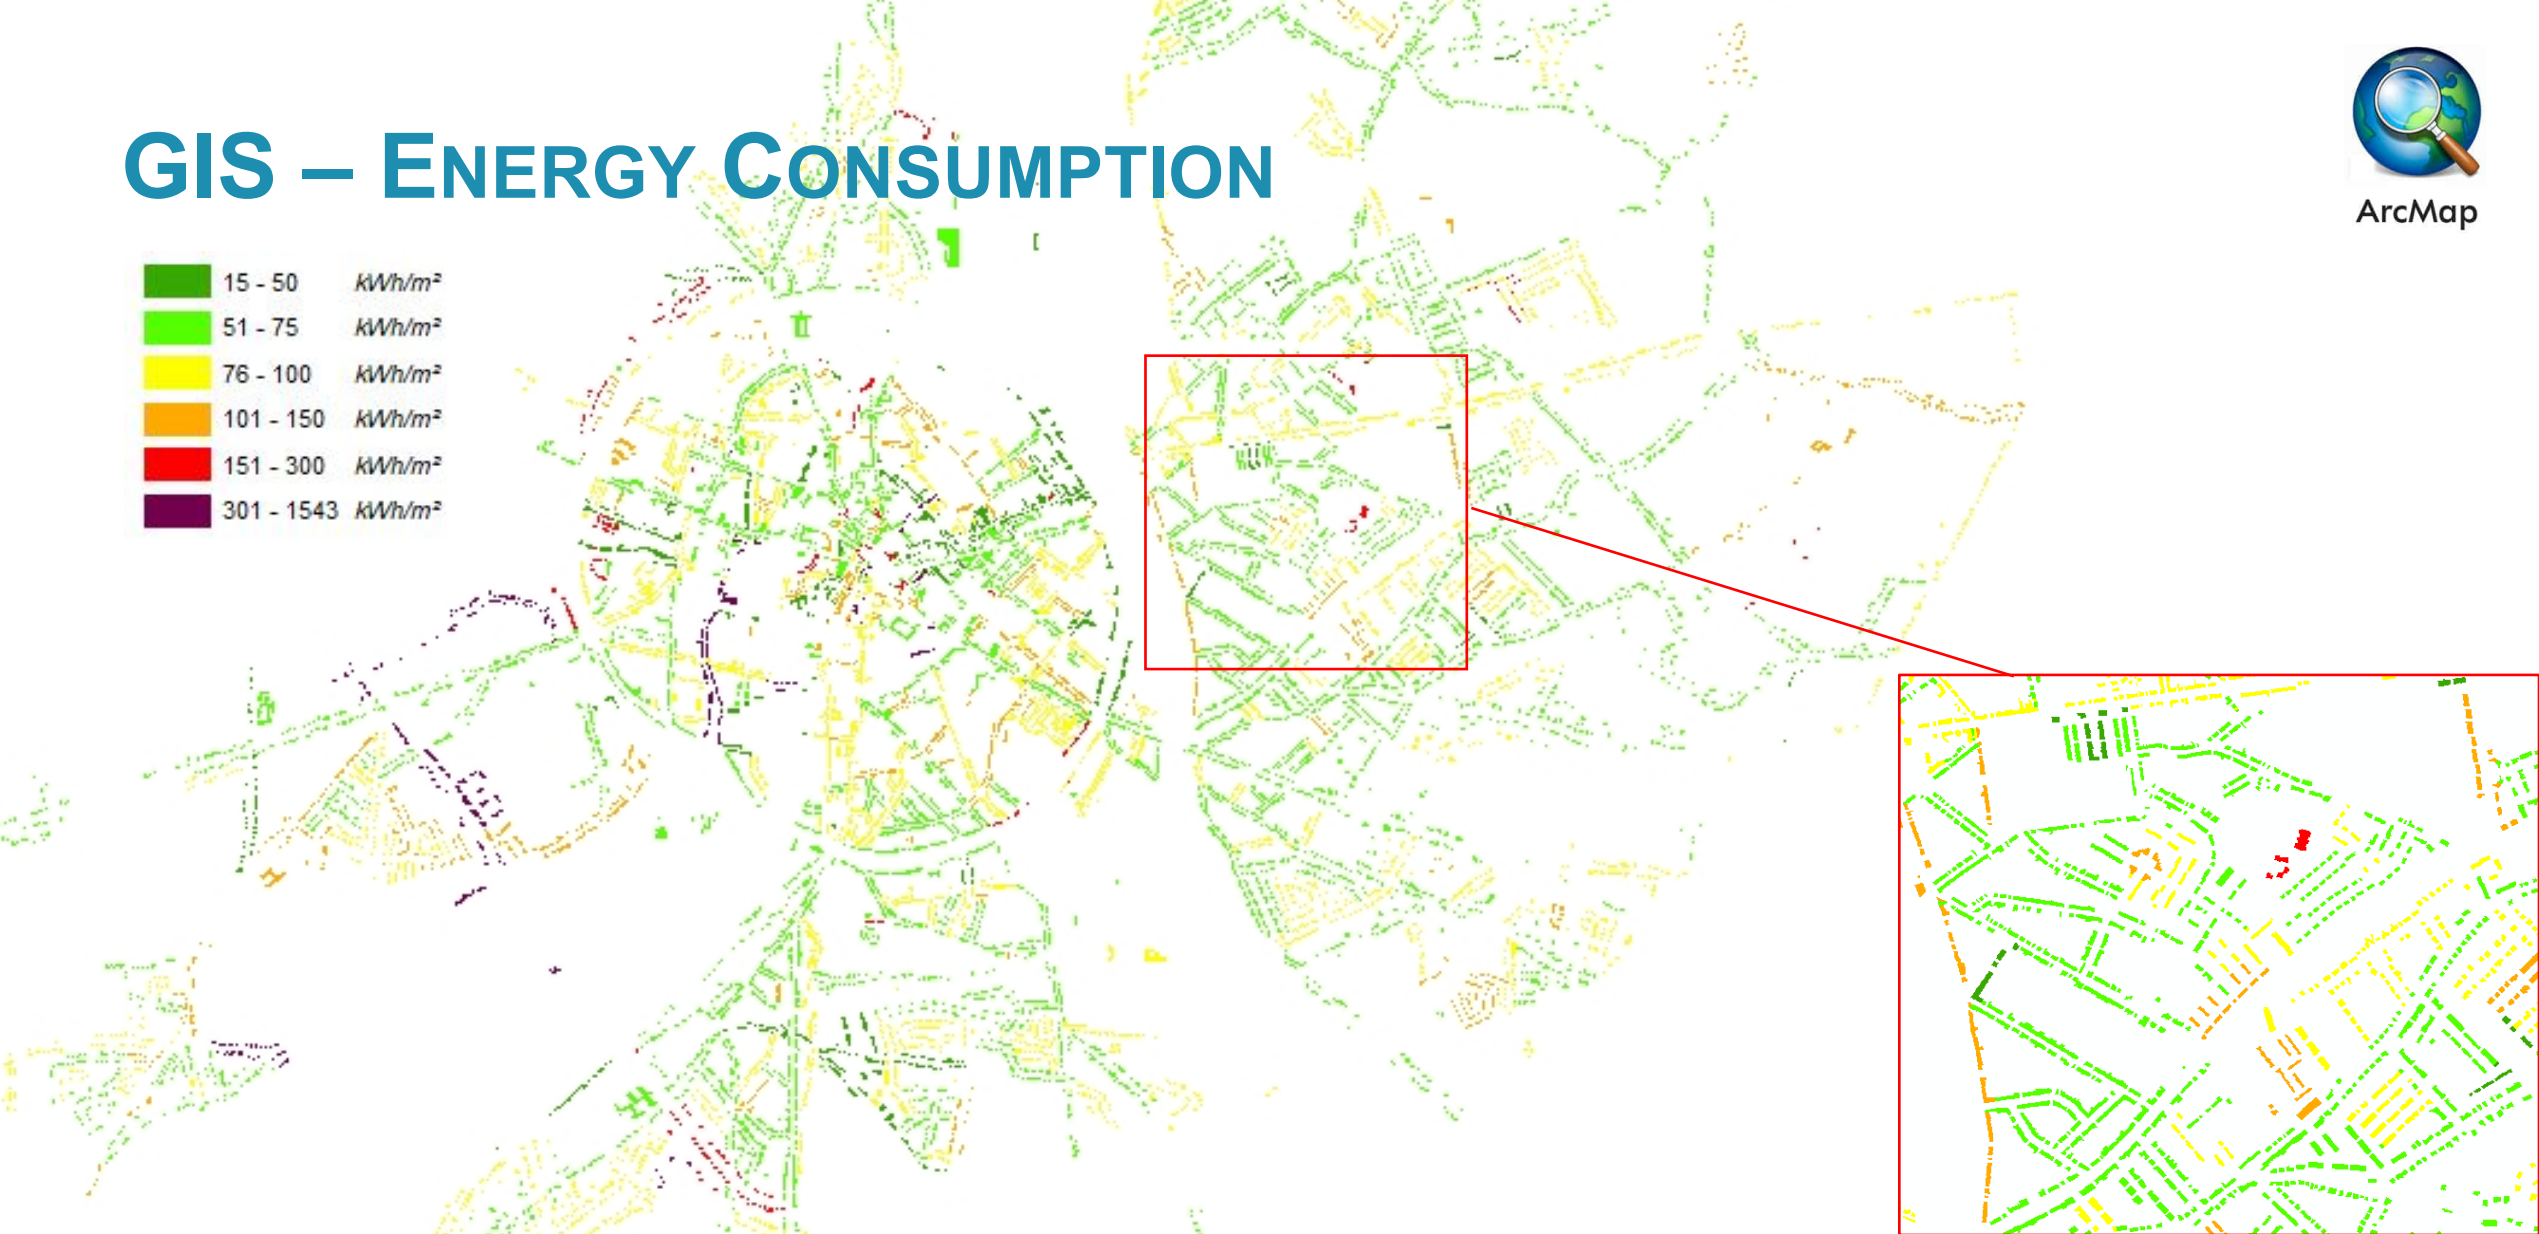 GIS – ENERGY CONSUMPTION
ArcMap
15 - 50 kWh/m²
51 - 75 kWh/m²
76 - 100 kWh/m²
101 - 150 kWh/m²
151 - 300 kWh/m²
301 - 1543 kWh/m²